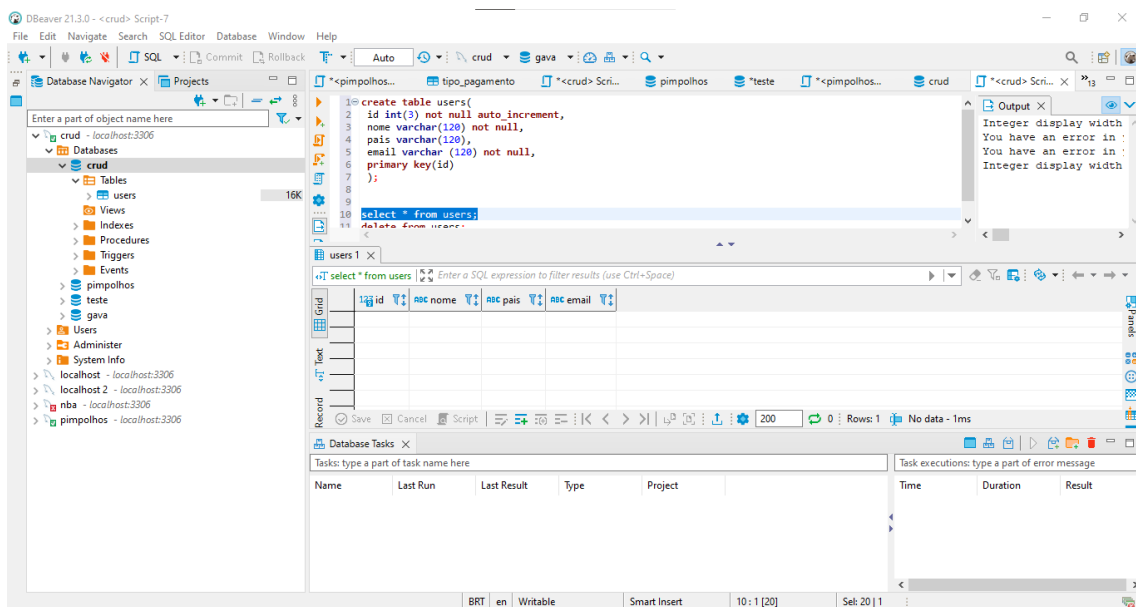 DBeaver 21.3.0 - <crud> Script-7
File Edit Navigate Search SQL Editor Database Window Help
SQL Commit Rollback Auto crud gava
Database Navigator Projects
*<pimpolhos... tipo_pagamento *<crud> Scri... pimpolhos *teste *<pimpolhos... crud *<crud> Scri... »13
Enter a part of object name here
crud - localhost:3306
Databases
crud
Tables
users 16K
Views
Indexes
Procedures
Triggers
Events
pimpolhos
teste
gava
Users
Administer
System Info
localhost - localhost:3306
localhost 2 - localhost:3306
nba - localhost:3306
pimpolhos - localhost:3306
1 create table users(
2 id int(3) not null auto_increment,
3 nome varchar(120) not null,
4 pais varchar(120),
5 email varchar (120) not null,
6 primary key(id)
7 );
8
9
10 select * from users;
11 delete from users;
Output
Integer display width
You have an error in
You have an error in
Integer display width
users 1
select * from users Enter a SQL expression to filter results (use Ctrl+Space)
Grid
Text
Record
123 id ABC nome ABC pais ABC email
Panels
Save Cancel Script 200 0 Rows: 1 No data - 1ms
Database Tasks
Tasks: type a part of task name here
Name Last Run Last Result Type Project
Task executions: type a part of error message
Time Duration Result
BRT en Writable Smart Insert 10 : 1 [20] Sel: 20 | 1